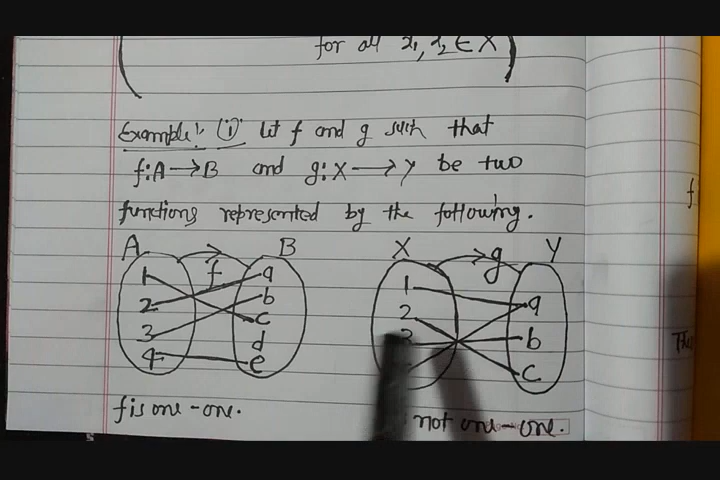 for all x₁, x₂ ∈ X
Example:- (i) let f and g such that
f: A → B and g: X → Y be two
functions represented by the following.
A f B X g Y
1 a 1 a
2 b 2 b
3 c c
4 d
e
f is one-one. not one-one.